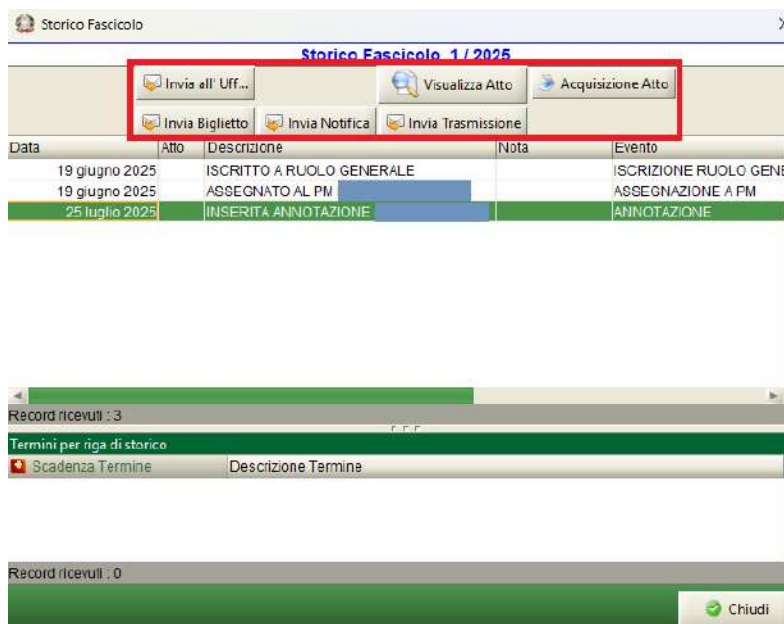 Storico Fascicolo
Storico Fascicolo 1 / 2025
Invia all' Uff... Visualizza Atto Acquisizione Atto
Invia Biglietto Invia Notifica Invia Trasmissione
Data Atto Descrizione Nota Evento
19 giugno 2025 ISCRITTO A RUOLO GENERALE ISCRIZIONE RUOLO GENE
19 giugno 2025 ASSEGNATO AL PM ASSEGNAZIONE A PM
25 luglio 2025 INSERITA ANNOTAZIONE ANNOTAZIONE
Record ricevuti : 3
Termini per riga di storico
Scadenza Termine Descrizione Termine
Record ricevuti : 0
Chiudi